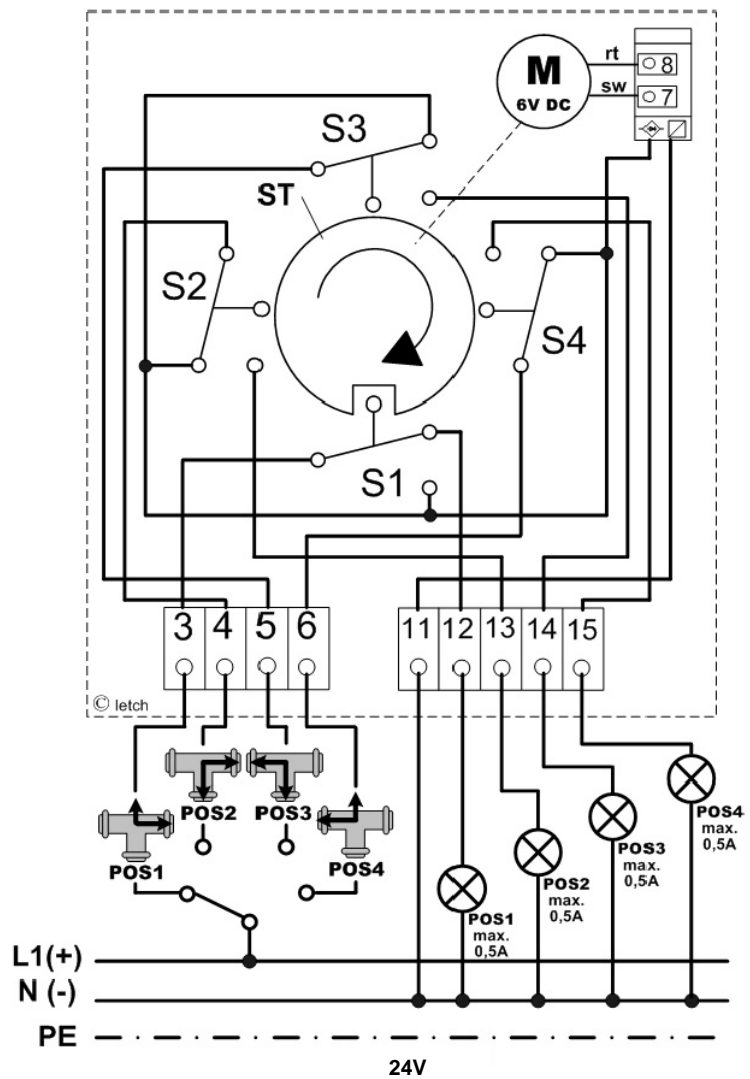 M
6V DC
rt
sw
8
7
S3
ST
S2
S4
S1
3 4 5 6
11 12 13 14 15
© letch
POS2 POS3
POS1 POS4
POS4
max.
0,5A
POS3
max.
0,5A
POS2
max.
0,5A
POS1
max.
0,5A
L1(+)
N (-)
PE
24V